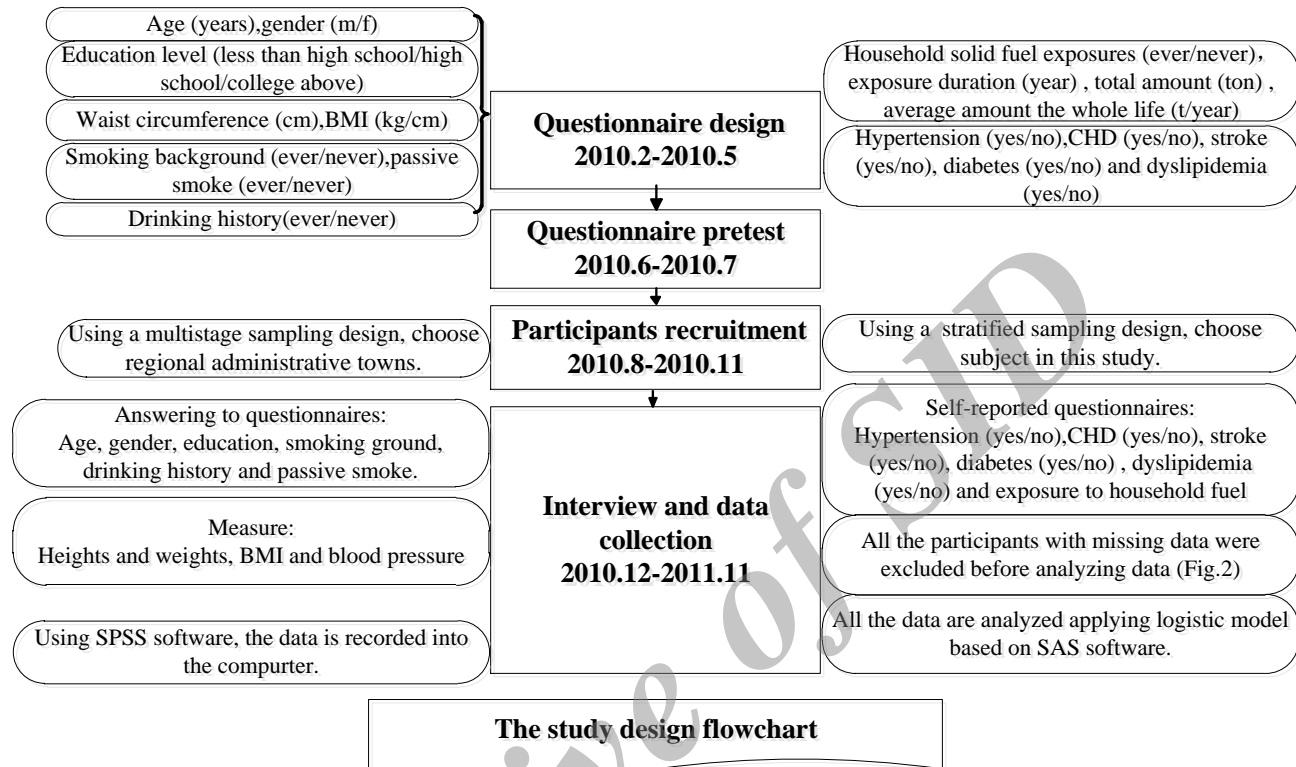 Age (years),gender (m/f)
Education level (less than high school/high
school/college above)
Waist circumference (cm),BMI (kg/cm)
Smoking background (ever/never),passive
smoke (ever/never)
Drinking history(ever/never)
Questionnaire design
2010.2-2010.5
Household solid fuel exposures (ever/never),
exposure duration (year) , total amount (ton) ,
average amount the whole life (t/year)
Hypertension (yes/no),CHD (yes/no), stroke
(yes/no), diabetes (yes/no) and dyslipidemia
(yes/no)
Questionnaire pretest
2010.6-2010.7
Using a multistage sampling design, choose
regional administrative towns.
Participants recruitment
2010.8-2010.11
Using a stratified sampling design, choose
subject in this study.
Answering to questionnaires:
Age, gender, education, smoking ground,
drinking history and passive smoke.
Measure:
Heights and weights, BMI and blood pressure
Using SPSS software, the data is recorded into
the compurter.
Interview and data
collection
2010.12-2011.11
Self-reported questionnaires:
Hypertension (yes/no),CHD (yes/no), stroke
(yes/no), diabetes (yes/no) , dyslipidemia
(yes/no) and exposure to household fuel
All the participants with missing data were
excluded before analyzing data (Fig.2)
All the data are analyzed applying logistic model
based on SAS software.
The study design flowchart
ive of SID